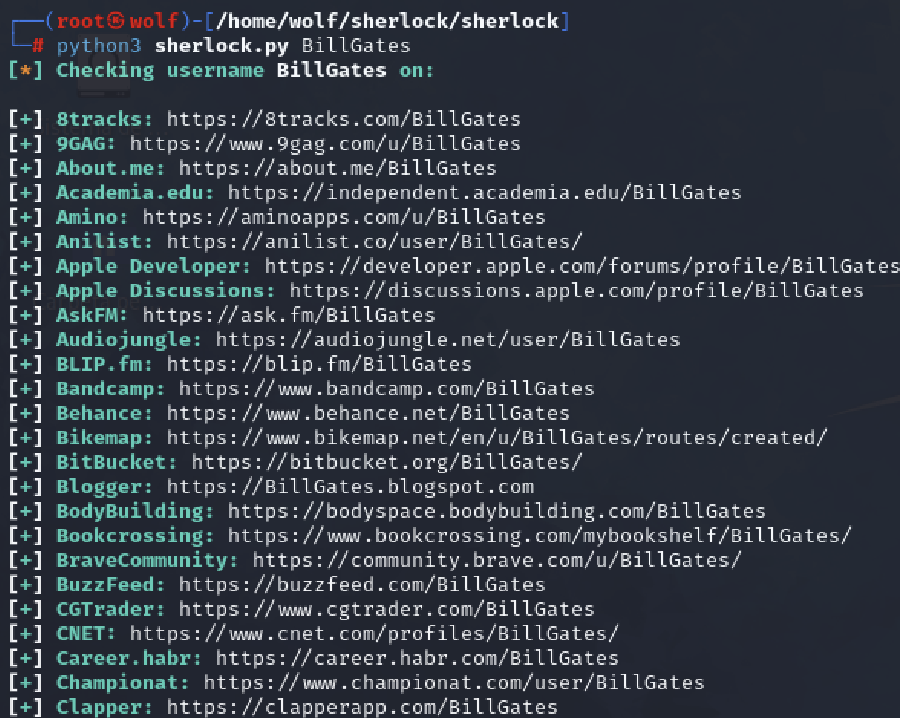 ┌──(root㉿wolf)-[/home/wolf/sherlock/sherlock]
└─# python3 sherlock.py BillGates
[*] Checking username BillGates on:
[+] 8tracks: https://8tracks.com/BillGates
[+] 9GAG: https://www.9gag.com/u/BillGates
[+] About.me: https://about.me/BillGates
[+] Academia.edu: https://independent.academia.edu/BillGates
[+] Amino: https://aminoapps.com/u/BillGates
[+] Anilist: https://anilist.co/user/BillGates/
[+] Apple Developer: https://developer.apple.com/forums/profile/BillGates
[+] Apple Discussions: https://discussions.apple.com/profile/BillGates
[+] AskFM: https://ask.fm/BillGates
[+] Audiojungle: https://audiojungle.net/user/BillGates
[+] BLIP.fm: https://blip.fm/BillGates
[+] Bandcamp: https://www.bandcamp.com/BillGates
[+] Behance: https://www.behance.net/BillGates
[+] Bikemap: https://www.bikemap.net/en/u/BillGates/routes/created/
[+] BitBucket: https://bitbucket.org/BillGates/
[+] Blogger: https://BillGates.blogspot.com
[+] BodyBuilding: https://bodyspace.bodybuilding.com/BillGates
[+] Bookcrossing: https://www.bookcrossing.com/mybookshelf/BillGates/
[+] BraveCommunity: https://community.brave.com/u/BillGates/
[+] BuzzFeed: https://buzzfeed.com/BillGates
[+] CGTrader: https://www.cgtrader.com/BillGates
[+] CNET: https://www.cnet.com/profiles/BillGates/
[+] Career.habr: https://career.habr.com/BillGates
[+] Championat: https://www.championat.com/user/BillGates
[+] Clapper: https://clapperapp.com/BillGates